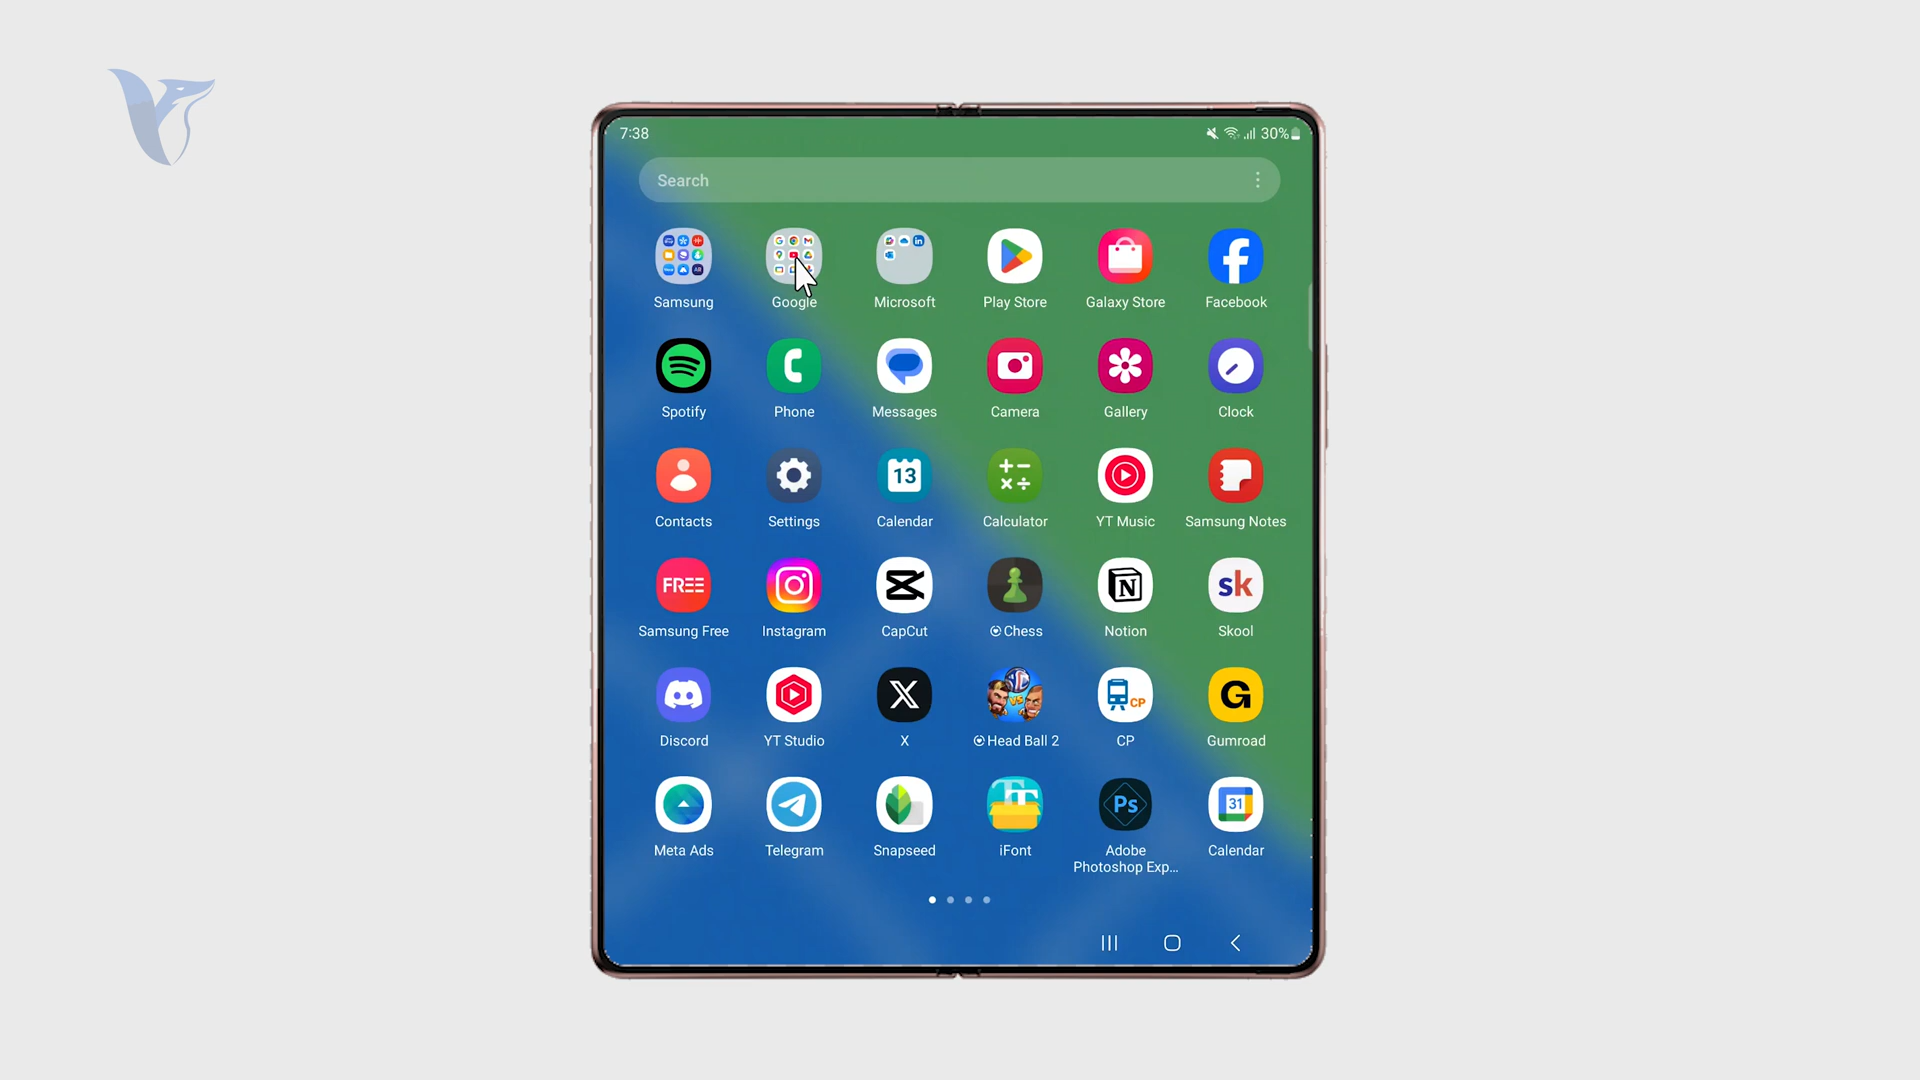 7:38 30%
Search
Samsung Google Microsoft Play Store Galaxy Store Facebook
Spotify Phone Messages Camera Gallery Clock
13
Contacts Settings Calendar Calculator YT Music Samsung Notes
FREE N sk
Samsung Free Instagram CapCut Chess Notion Skool
X VS CP G
Discord YT Studio X Head Ball 2 CP Gumroad
T Ps 31
Meta Ads Telegram Snapseed iFont Adobe Calendar
Photoshop Exp...